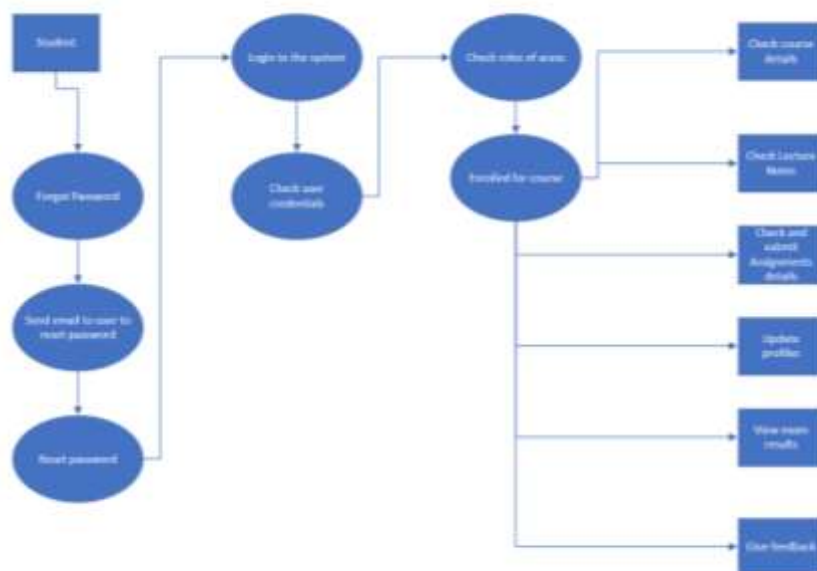 Student
Forgot Password
Send email to user to
reset password
Reset password
Login to the system
Check user
credentials
Check roles of access
Enrolled for course
Check course
details
Check Lecture
Notes
Check and
submit
Assignments
details
Update
profiles
View exam
results
Give feedback